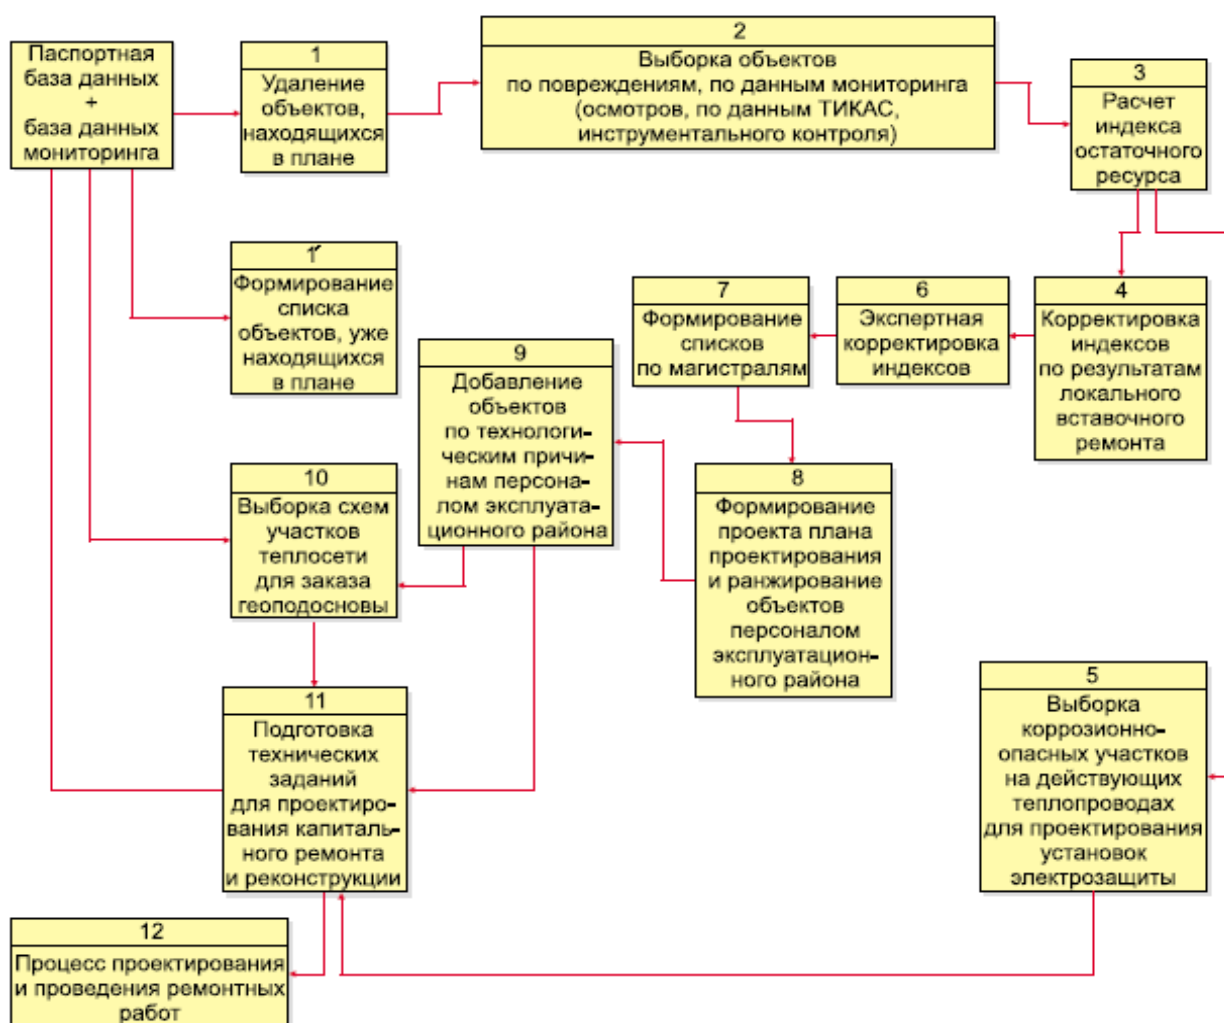 Паспортная
база данных
+
база данных
мониторинга
1
Удаление
объектов,
находящихся
в плане
2
Выборка объектов
по повреждениям, по данным мониторинга
(осмотров, по данным ТИКАС,
инструментального контроля)
3
Расчет
индекса
остаточного
ресурса
1′
Формирование
списка
объектов, уже
находящихся
в плане
4
Корректировка
индексов
по результатам
локального
вставочного
ремонта
6
Экспертная
корректировка
индексов
7
Формирование
списков
по магистралям
9
Добавление
объектов
по технологи-
ческим причи-
нам персона-
лом эксплуата-
ционного района
8
Формирование
проекта плана
проектирования
и ранжирование
объектов
персоналом
эксплуатацион-
ного района
10
Выборка схем
участков
теплосети
для заказа
геоподосновы
5
Выборка
коррозионно-
опасных участков
на действующих
теплопроводах
для проектирования
установок
электрозащиты
11
Подготовка
технических
заданий
для проектиро-
вания капиталь-
ного ремонта
и реконструкции
12
Процесс проектирования
и проведения ремонтных
работ